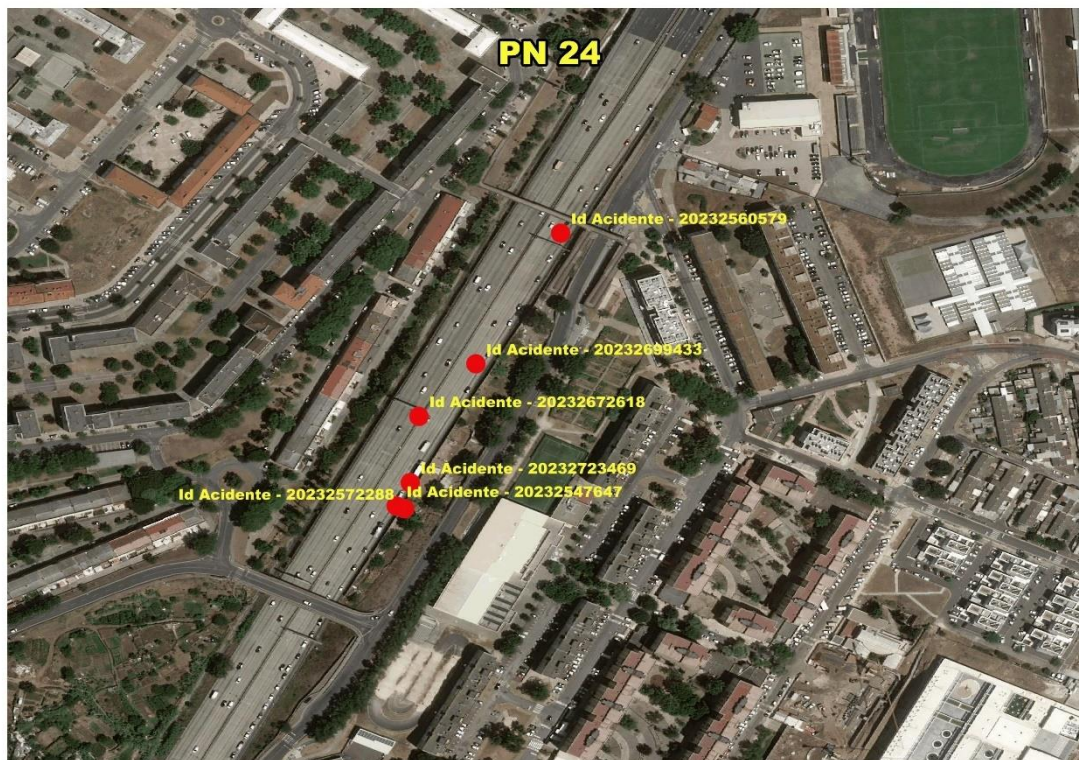 PN 24
Id Acidente - 20232560579
Id Acidente - 20232699433
Id Acidente - 20232672618
Id Acidente - 20232723469
Id Acidente - 20232572288
Id Acidente - 20232547647